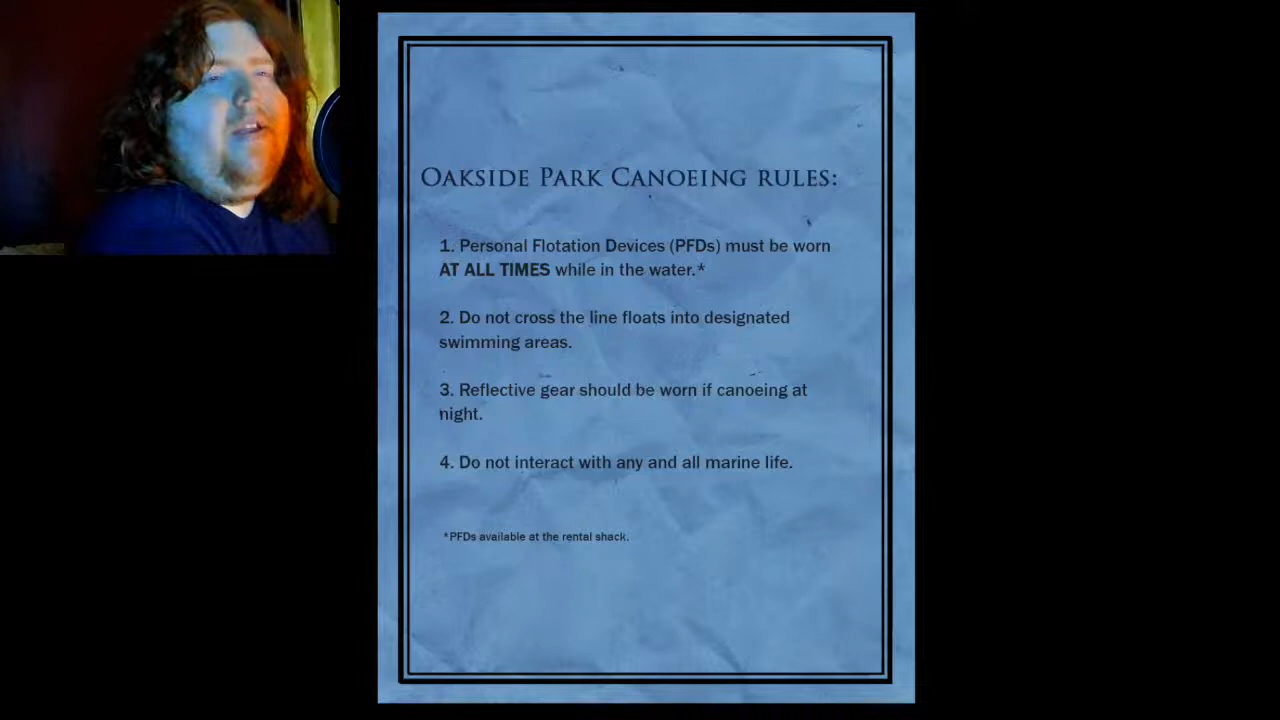 Oakside Park Canoeing rules:
1. Personal Flotation Devices (PFDs) must be worn
AT ALL TIMES while in the water.*
2. Do not cross the line floats into designated
swimming areas.
3. Reflective gear should be worn if canoeing at
night.
4. Do not interact with any and all marine life.
*PFDs available at the rental shack.